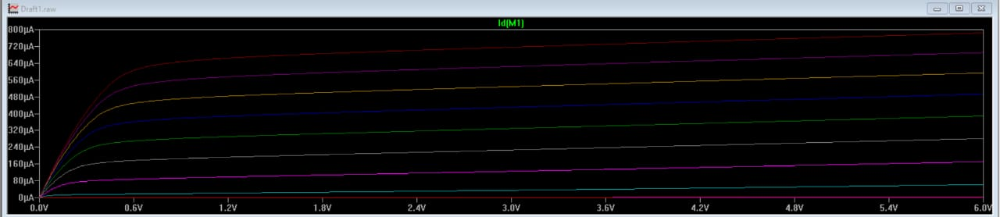 Draft1.raw
Id(M1)
800µA
720µA
640µA
560µA
480µA
400µA
320µA
240µA
160µA
80µA
0µA
0.0V 0.6V 1.2V 1.8V 2.4V 3.0V 3.6V 4.2V 4.8V 5.4V 6.0V